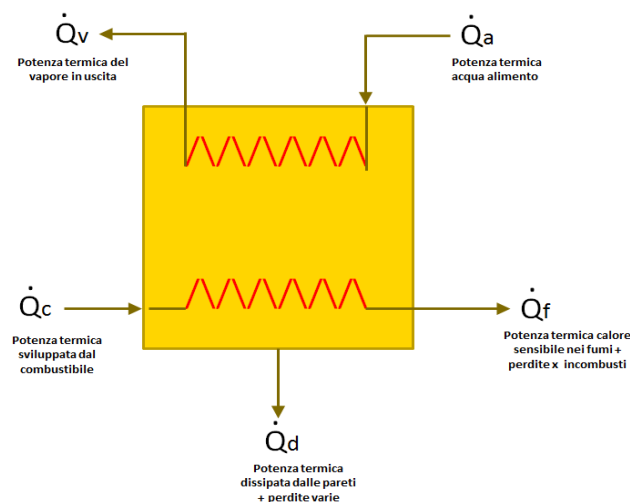 Q̇v
Potenza termica del
vapore in uscita
Q̇a
Potenza termica
acqua alimento
Q̇c
Potenza termica
sviluppata dal
combustibile
Q̇f
Potenza termica calore
sensibile nei fumi +
perdite x incombusti
Q̇d
Potenza termica
dissipata dalle pareti
+ perdite varie